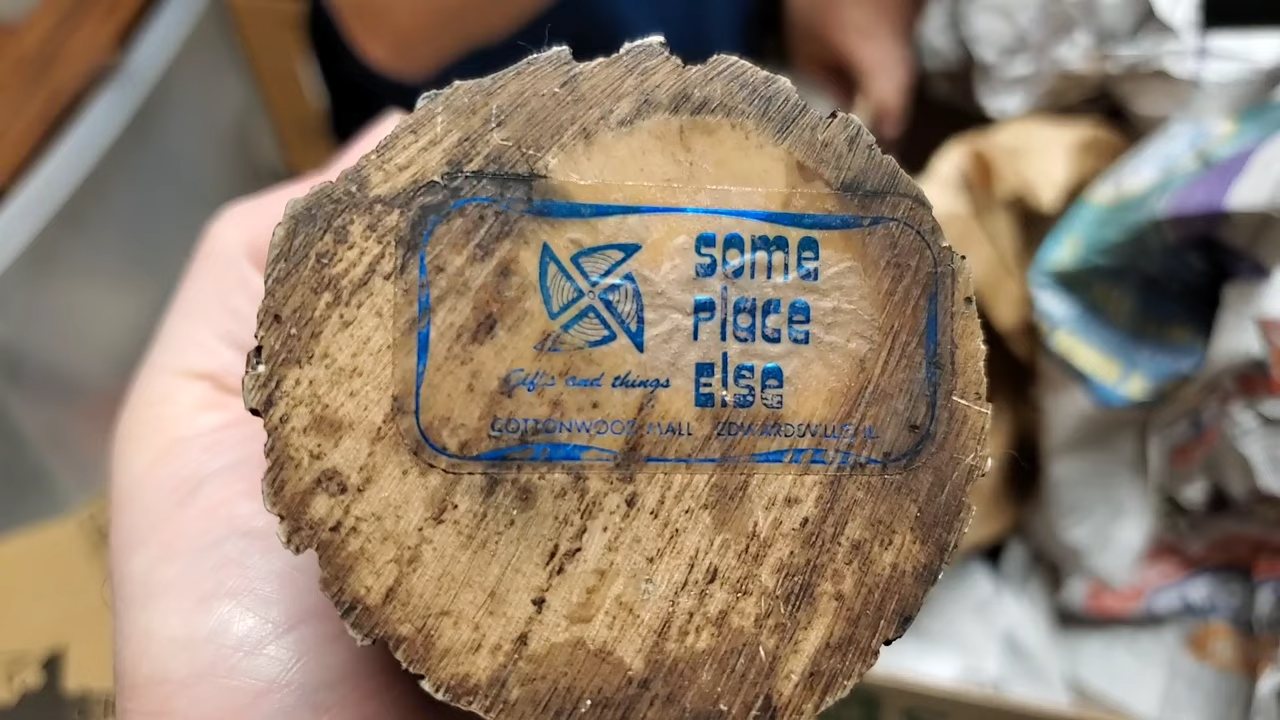 some
place
Else
Gifts and things
COTTONWOOD MALL EDWARDSVILLE, IL